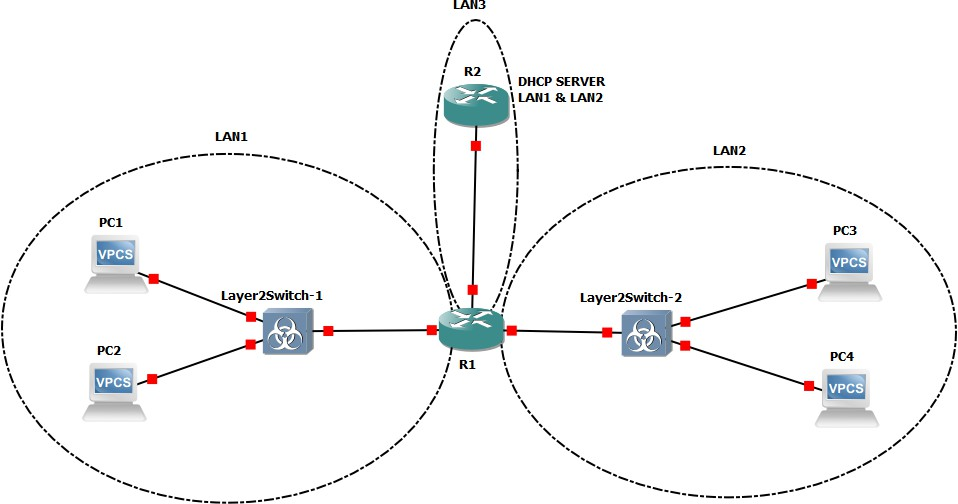 LAN3
R2
DHCP SERVER
LAN1 & LAN2
LAN1
LAN2
PC1
VPCS
PC3
VPCS
Layer2Switch-1
Layer2Switch-2
PC2
VPCS
R1
PC4
VPCS